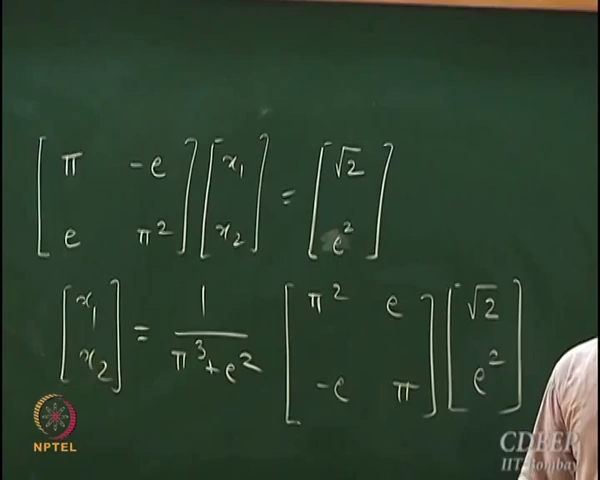 [π -e; e π²] [x₁; x₂] = [√2; e²]
[x₁; x₂] = 1/(π³+e²) [π² e; -e π] [√2; e²]
NPTEL
CDEEP
IIT Bombay